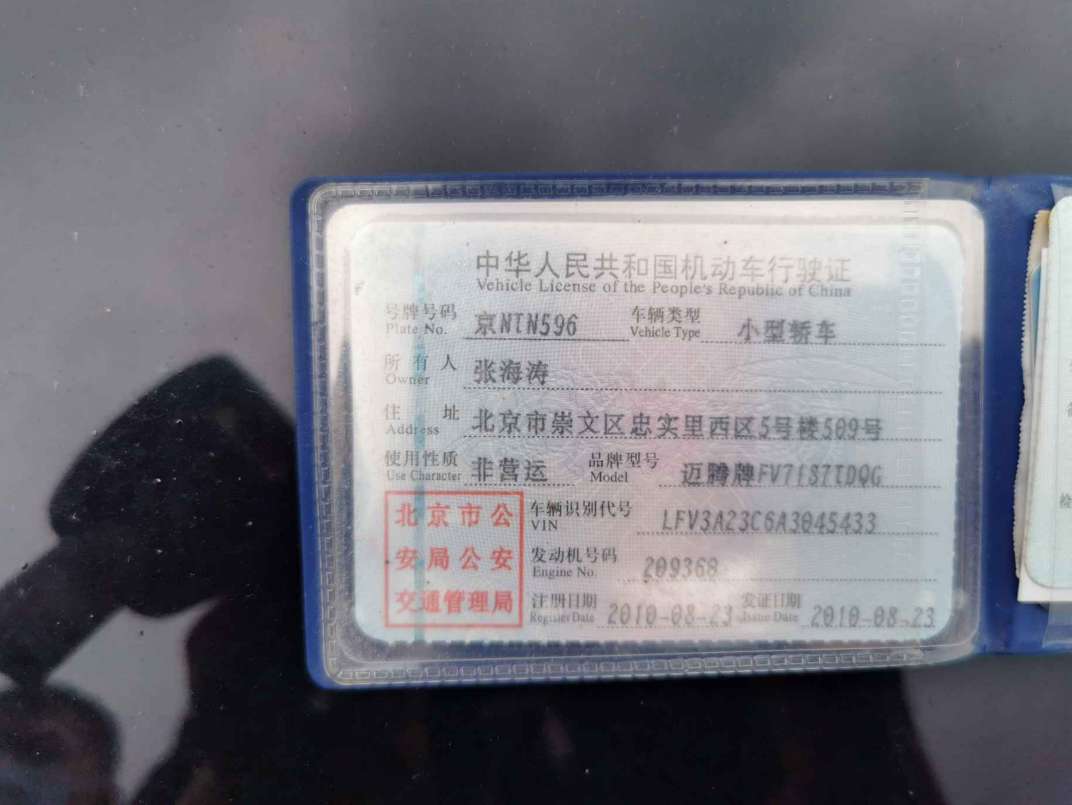 中华人民共和国机动车行驶证
Vehicle License of the People's Republic of China
号牌号码 京N1N596 车辆类型 小型轿车
Plate No. Vehicle Type
所有人 张海涛
Owner
住址 北京市崇文区忠实里西区5号楼509号
Address
使用性质 非营运 品牌型号 迈腾牌FV7187TDQG
Use Character Model
北京市公安局公安交通管理局
车辆识别代号 LFV3A23C6A3045433
VIN
发动机号码 209368
Engine No.
注册日期 2010-08-23 发证日期 2010-08-23
Register Date Issue Date